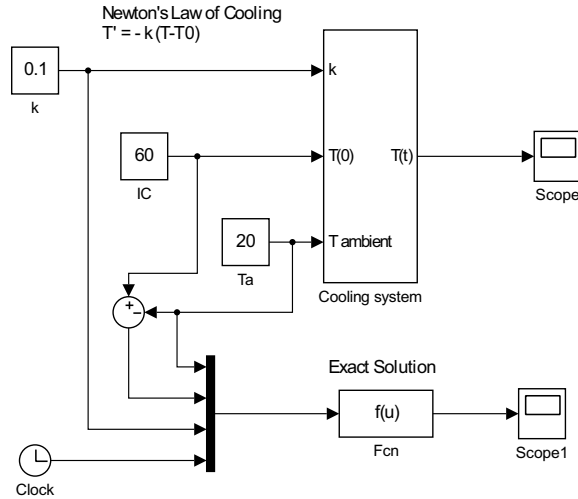 Newton's Law of Cooling
T' = - k (T-T0)
0.1
k
k
60
IC
T(0)
T(t)
Scope
20
Ta
T ambient
Cooling system
+
−
Exact Solution
f(u)
Fcn
Scope1
Clock